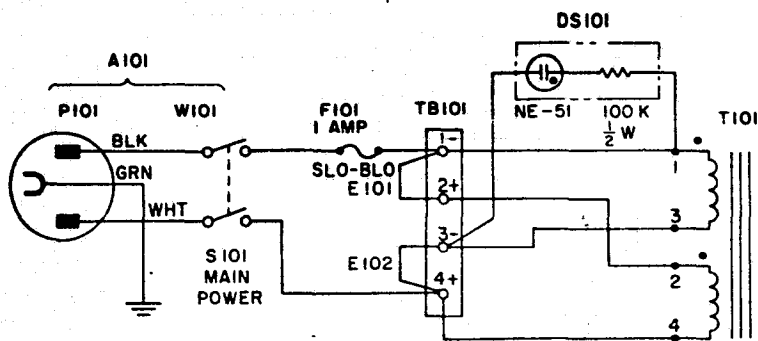 DS101
A101
P101
W101
F101
1 AMP
TB101
NE-51
100 K
1/2 W
T101
BLK
1-
1
GRN
SLO-BLO
E101
2+
3
WHT
3-
S101
MAIN
POWER
E102
4+
2
4